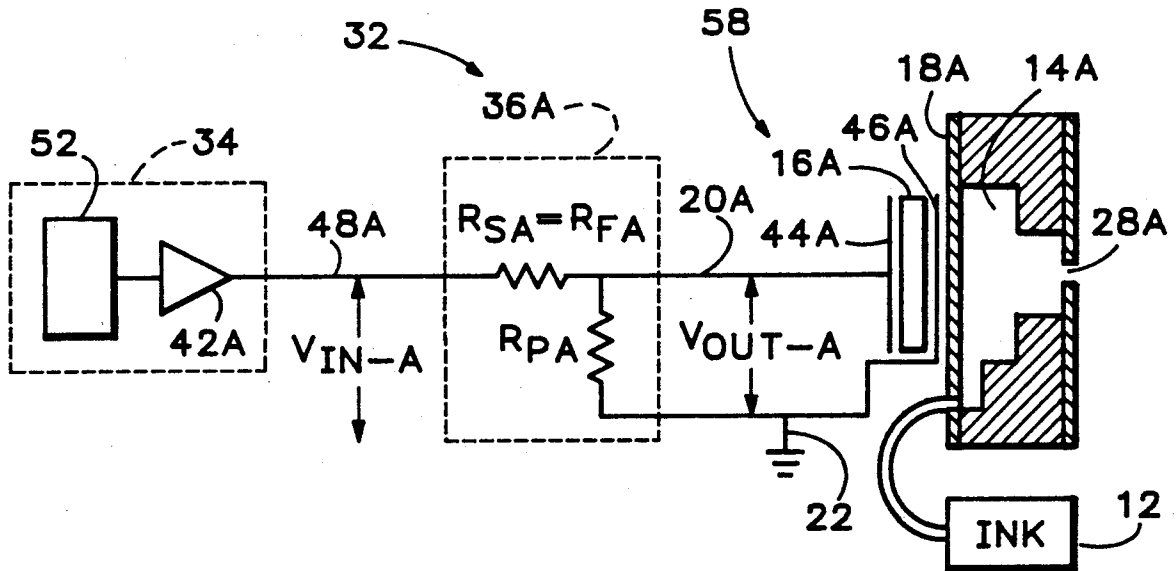 32
58
18A
14A
36A
46A
52
34
16A
48A
R_SA=R_FA
20A
44A
28A
42A
V_IN-A
R_PA
V_OUT-A
22
INK
12